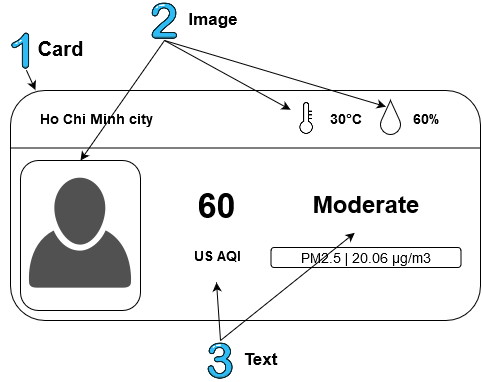 2 Image
1 Card
Ho Chi Minh city
30°C
60%
60
Moderate
US AQI
PM2.5 | 20.06 µg/m3
3 Text